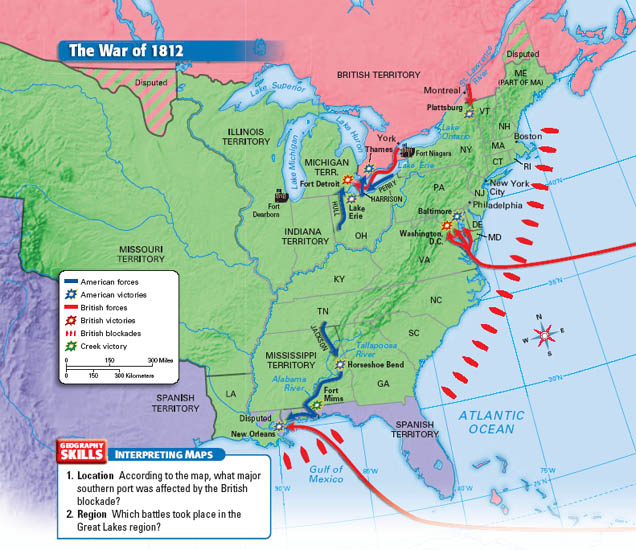 The War of 1812
Disputed
BRITISH TERRITORY
Disputed
ME
(PART OF MA)
St. Lawrence
River
Montreal
Plattsburg
VT
NH
Boston
MA
CT
RI
NY
Lake Superior
Lake Huron
Lake Michigan
Lake
Ontario
Lake Erie
York
Thames
Fort Niagara
ILLINOIS
TERRITORY
MICHIGAN
TERR.
Fort Detroit
PERRY
HARRISON
HULL
Lake
Erie
Fort
Dearborn
INDIANA
TERRITORY
OH
PA
NJ
New York
City
Philadelphia
Baltimore
Washington,
D.C.
DE
MD
VA
MISSOURI
TERRITORY
KY
NC
TN
SC
JACKSON
Tallapoosa
River
MISSISSIPPI
TERRITORY
Horseshoe Bend
Alabama
River
GA
Fort
Mims
LA
SPANISH
TERRITORY
Disputed
New Orleans
SPANISH
TERRITORY
Gulf of
Mexico
ATLANTIC
OCEAN
35°N
30°N
25°N
90°W
85°W
80°W
75°W
N
W
E
S
American forces
American victories
British forces
British victories
British blockades
Creek victory
0 150 300 Miles
0 150 300 Kilometers
GEOGRAPHY
SKILLS
INTERPRETING MAPS
1. Location According to the map, what major
southern port was affected by the British
blockade?
2. Region Which battles took place in the
Great Lakes region?